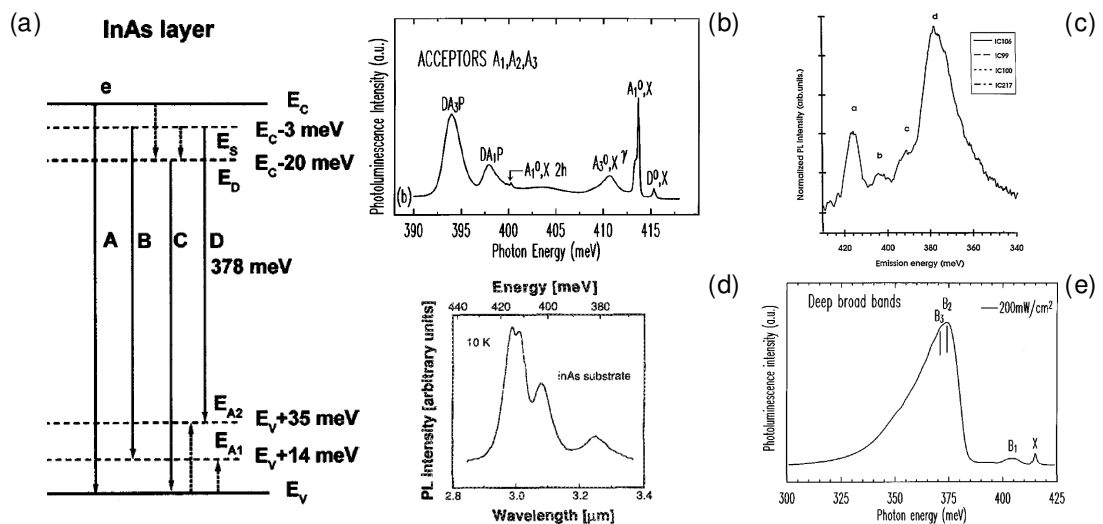 (a)
InAs layer
e
E_C
E_C-3 meV
E_S
E_C-20 meV
E_D
A
B
C
D
378 meV
E_A2
E_V+35 meV
E_A1
E_V+14 meV
E_V
(b)
ACCEPTORS A₁,A₂,A₃
Photoluminescence Intensity (a.u.)
DA₃P
DA₁P
A₁⁰,X 2h
A₃⁰,X γ
A₁⁰,X
D⁰,X
(b)
390 395 400 405 410 415
Photon Energy (meV)
(c)
Normalized PL Intensity (arb.units.)
a
b
c
d
IC106
IC99
IC100
IC217
420 400 380 360 340
Emission energy (meV)
(d)
Energy [meV]
440 420 400 380
PL intensity [arbitrary units]
10 K
InAs substrate
2.8 3.0 3.2 3.4
Wavelength [μm]
(e)
Deep broad bands
200mW/cm²
B₂
B₃
B₁
X
Photoluminescence intensity (a.u.)
300 325 350 375 400 425
Photon energy (meV)